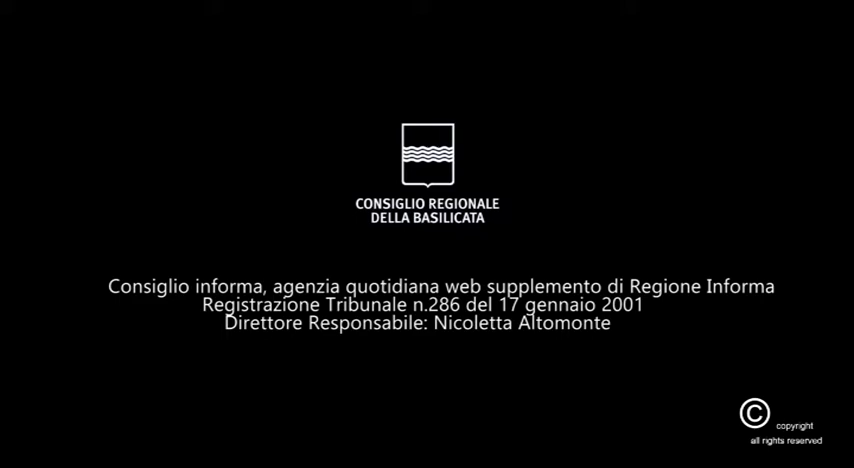 CONSIGLIO REGIONALE
DELLA BASILICATA
Consiglio informa, agenzia quotidiana web supplemento di Regione Informa
Registrazione Tribunale n.286 del 17 gennaio 2001
Direttore Responsabile: Nicoletta Altomonte
© copyright
all rights reserved